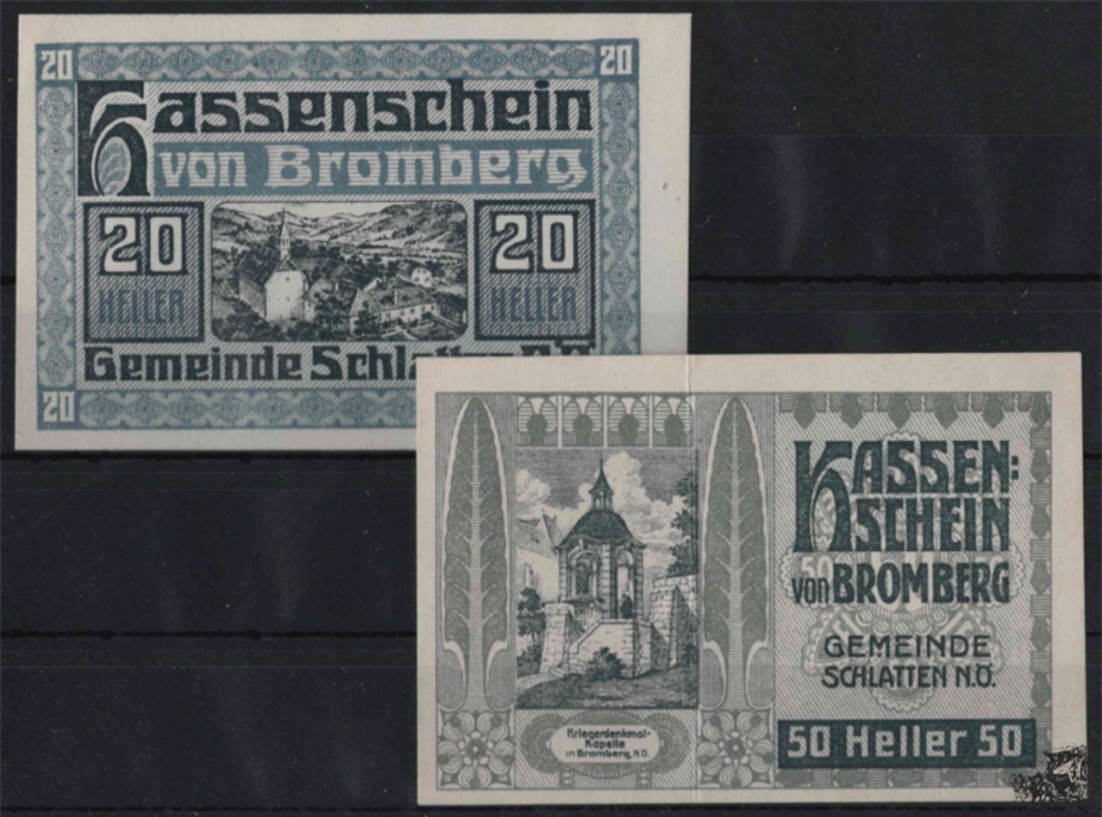 20 20
Kassenschein
von Bromberg
20 20
HELLER HELLER
Gemeinde
20
KASSEN:
SCHEIN
50
von BROMBERG
GEMEINDE
SCHLATTEN N.Ö.
50 Heller 50
Kriegerdenkmal-
Kapelle
in Bromberg, N.Ö.